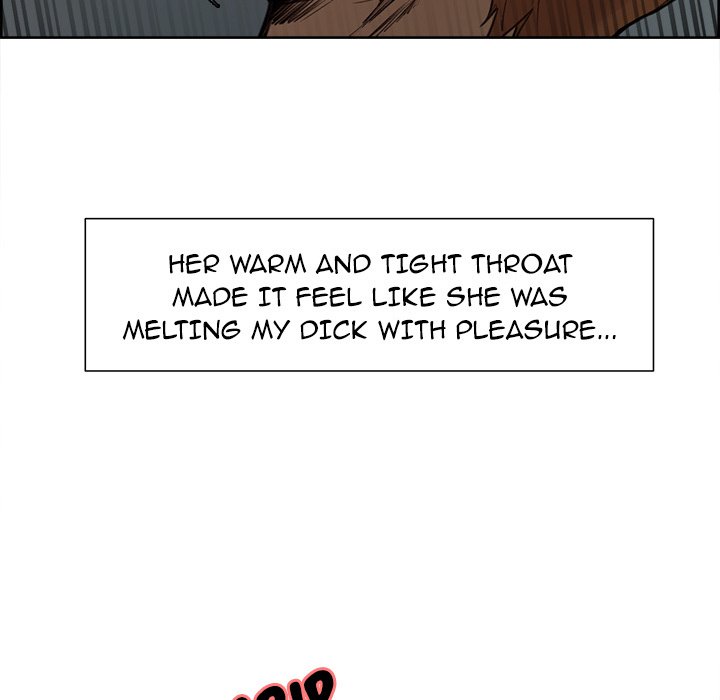 HER WARM AND TIGHT THROAT
MADE IT FEEL LIKE SHE WAS
MELTING MY DICK WITH PLEASURE...